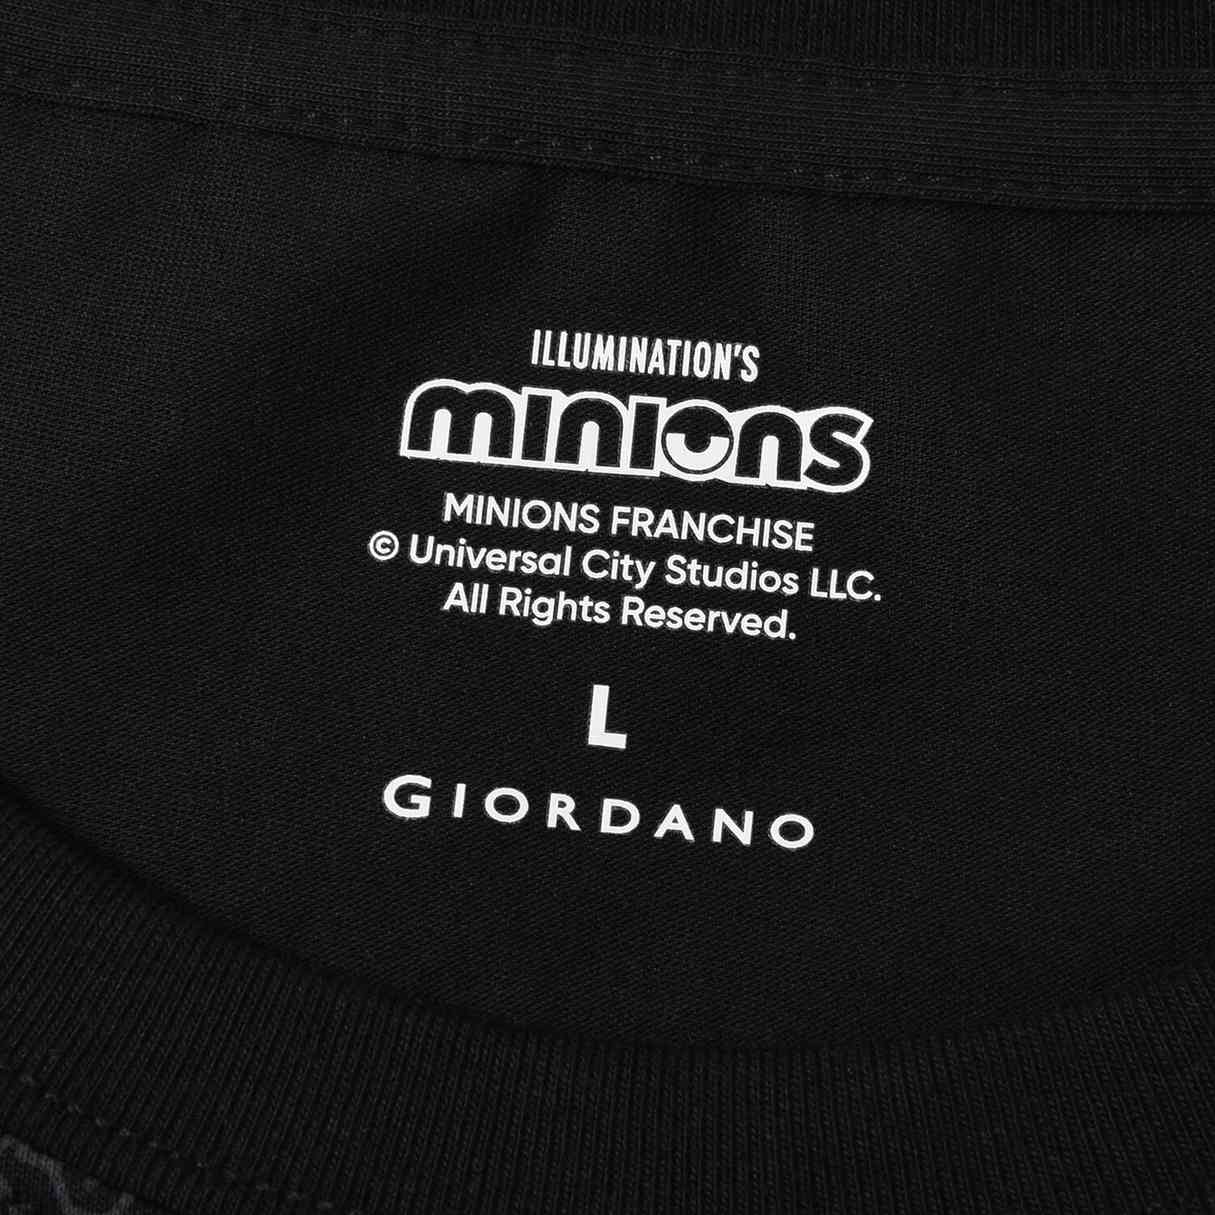 ILLUMINATION'S
minions
MINIONS FRANCHISE
© Universal City Studios LLC.
All Rights Reserved.
L
GIORDANO